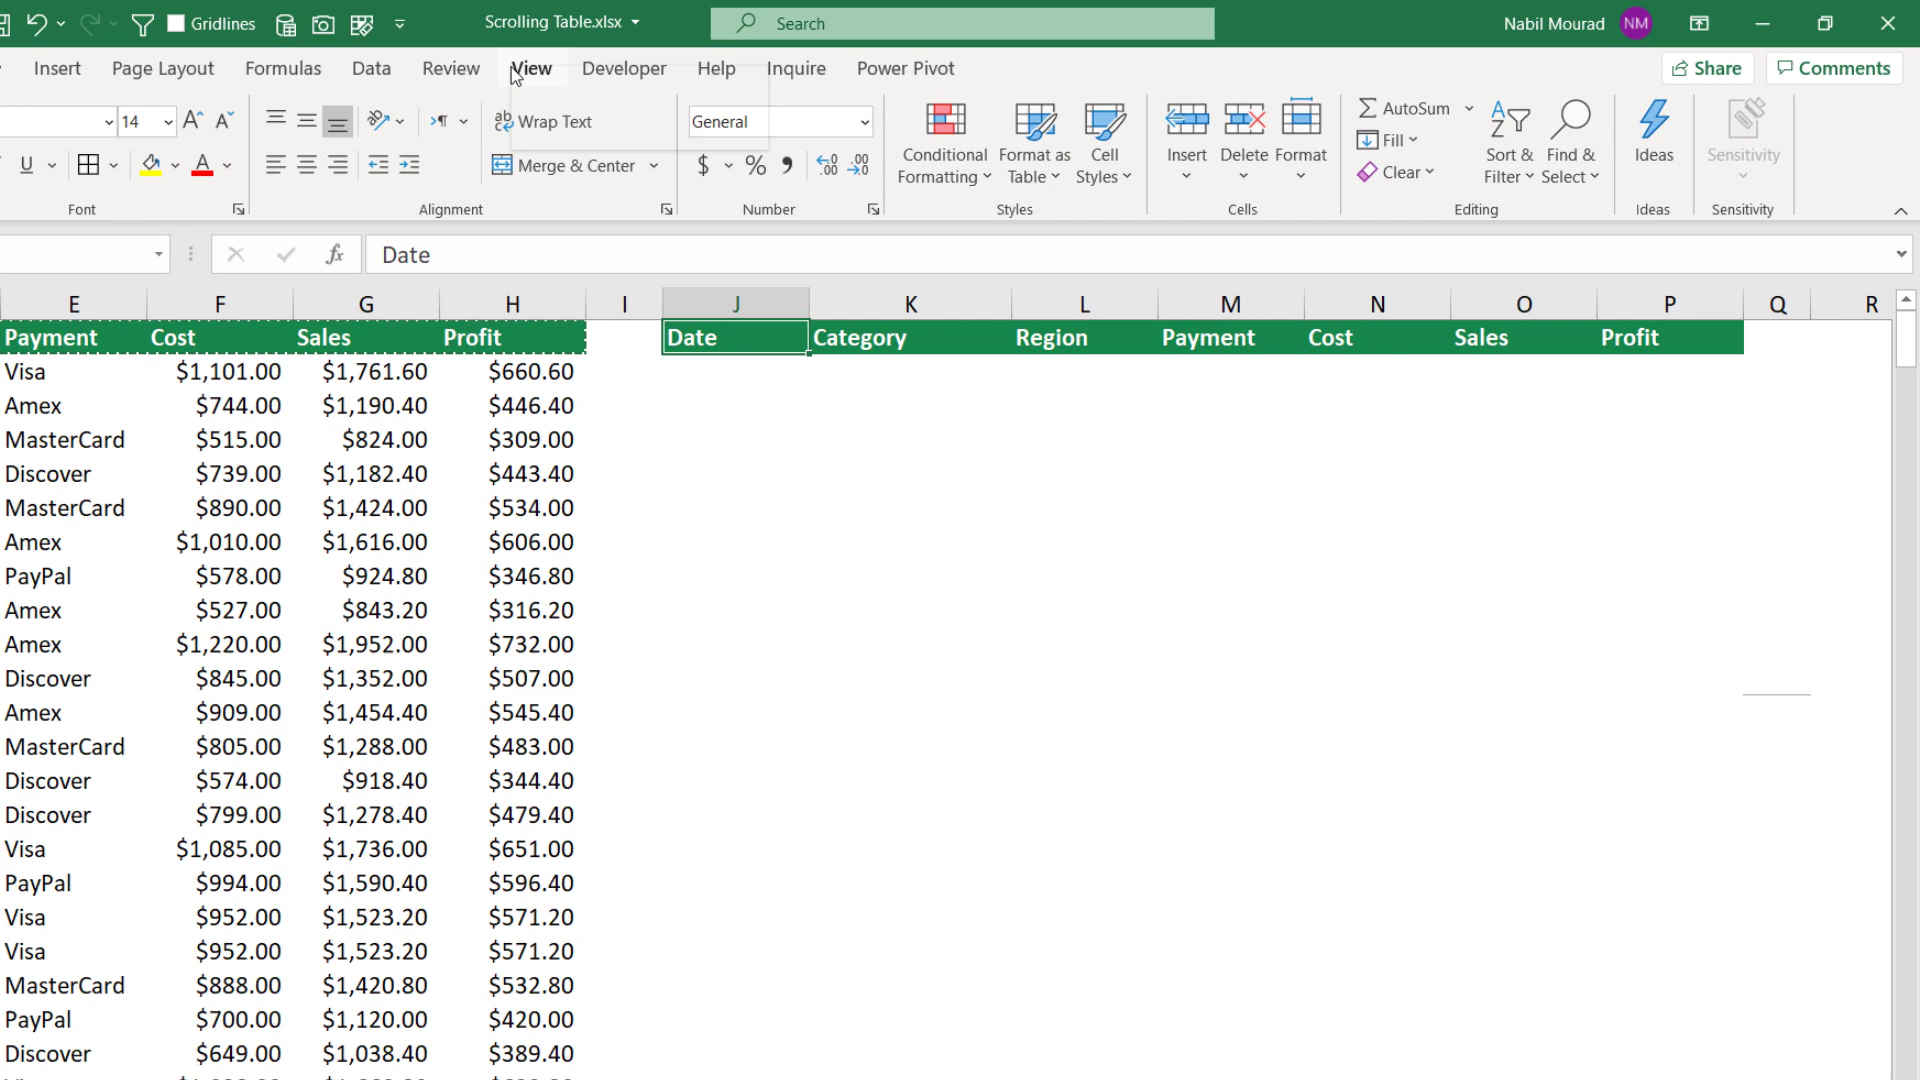 Gridlines Scrolling Table.xlsx Search Nabil Mourad NM
Insert Page Layout Formulas Data Review View Developer Help Inquire Power Pivot Share Comments
14 Wrap Text General Conditional Formatting Format as Table Cell Styles Insert Delete Format AutoSum Fill Clear Sort & Filter Find & Select Ideas Sensitivity
U A Merge & Center $ % 
Font Alignment Number Styles Cells Editing Ideas Sensitivity
fx Date
E F G H I J K L M N O P Q R
Payment Cost Sales Profit Date Category Region Payment Cost Sales Profit
Visa $1,101.00 $1,761.60 $660.60
Amex $744.00 $1,190.40 $446.40
MasterCard $515.00 $824.00 $309.00
Discover $739.00 $1,182.40 $443.40
MasterCard $890.00 $1,424.00 $534.00
Amex $1,010.00 $1,616.00 $606.00
PayPal $578.00 $924.80 $346.80
Amex $527.00 $843.20 $316.20
Amex $1,220.00 $1,952.00 $732.00
Discover $845.00 $1,352.00 $507.00
Amex $909.00 $1,454.40 $545.40
MasterCard $805.00 $1,288.00 $483.00
Discover $574.00 $918.40 $344.40
Discover $799.00 $1,278.40 $479.40
Visa $1,085.00 $1,736.00 $651.00
PayPal $994.00 $1,590.40 $596.40
Visa $952.00 $1,523.20 $571.20
Visa $952.00 $1,523.20 $571.20
MasterCard $888.00 $1,420.80 $532.80
PayPal $700.00 $1,120.00 $420.00
Discover $649.00 $1,038.40 $389.40